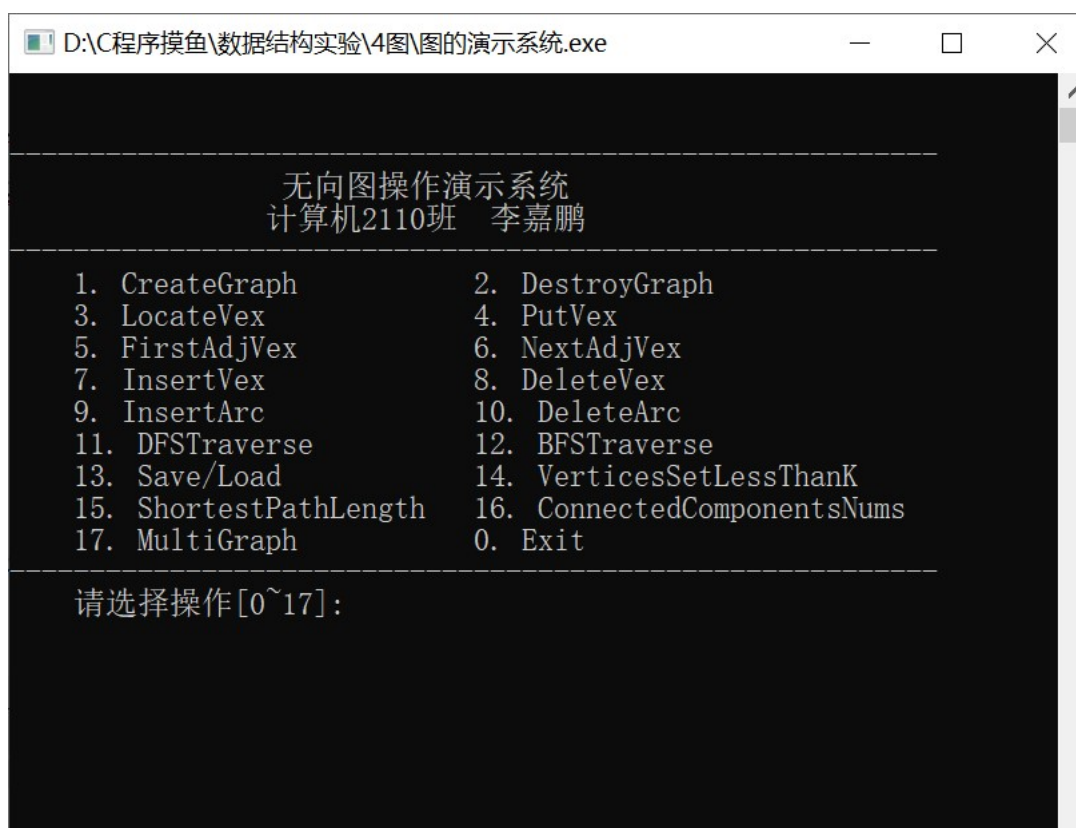 D:\C程序摸鱼\数据结构实验\4图\图的演示系统.exe
无向图操作演示系统
计算机2110班 李嘉鹏
1. CreateGraph 2. DestroyGraph
3. LocateVex 4. PutVex
5. FirstAdjVex 6. NextAdjVex
7. InsertVex 8. DeleteVex
9. InsertArc 10. DeleteArc
11. DFSTraverse 12. BFSTraverse
13. Save/Load 14. VerticesSetLessThanK
15. ShortestPathLength 16. ConnectedComponentsNums
17. MultiGraph 0. Exit
请选择操作[0~17]: